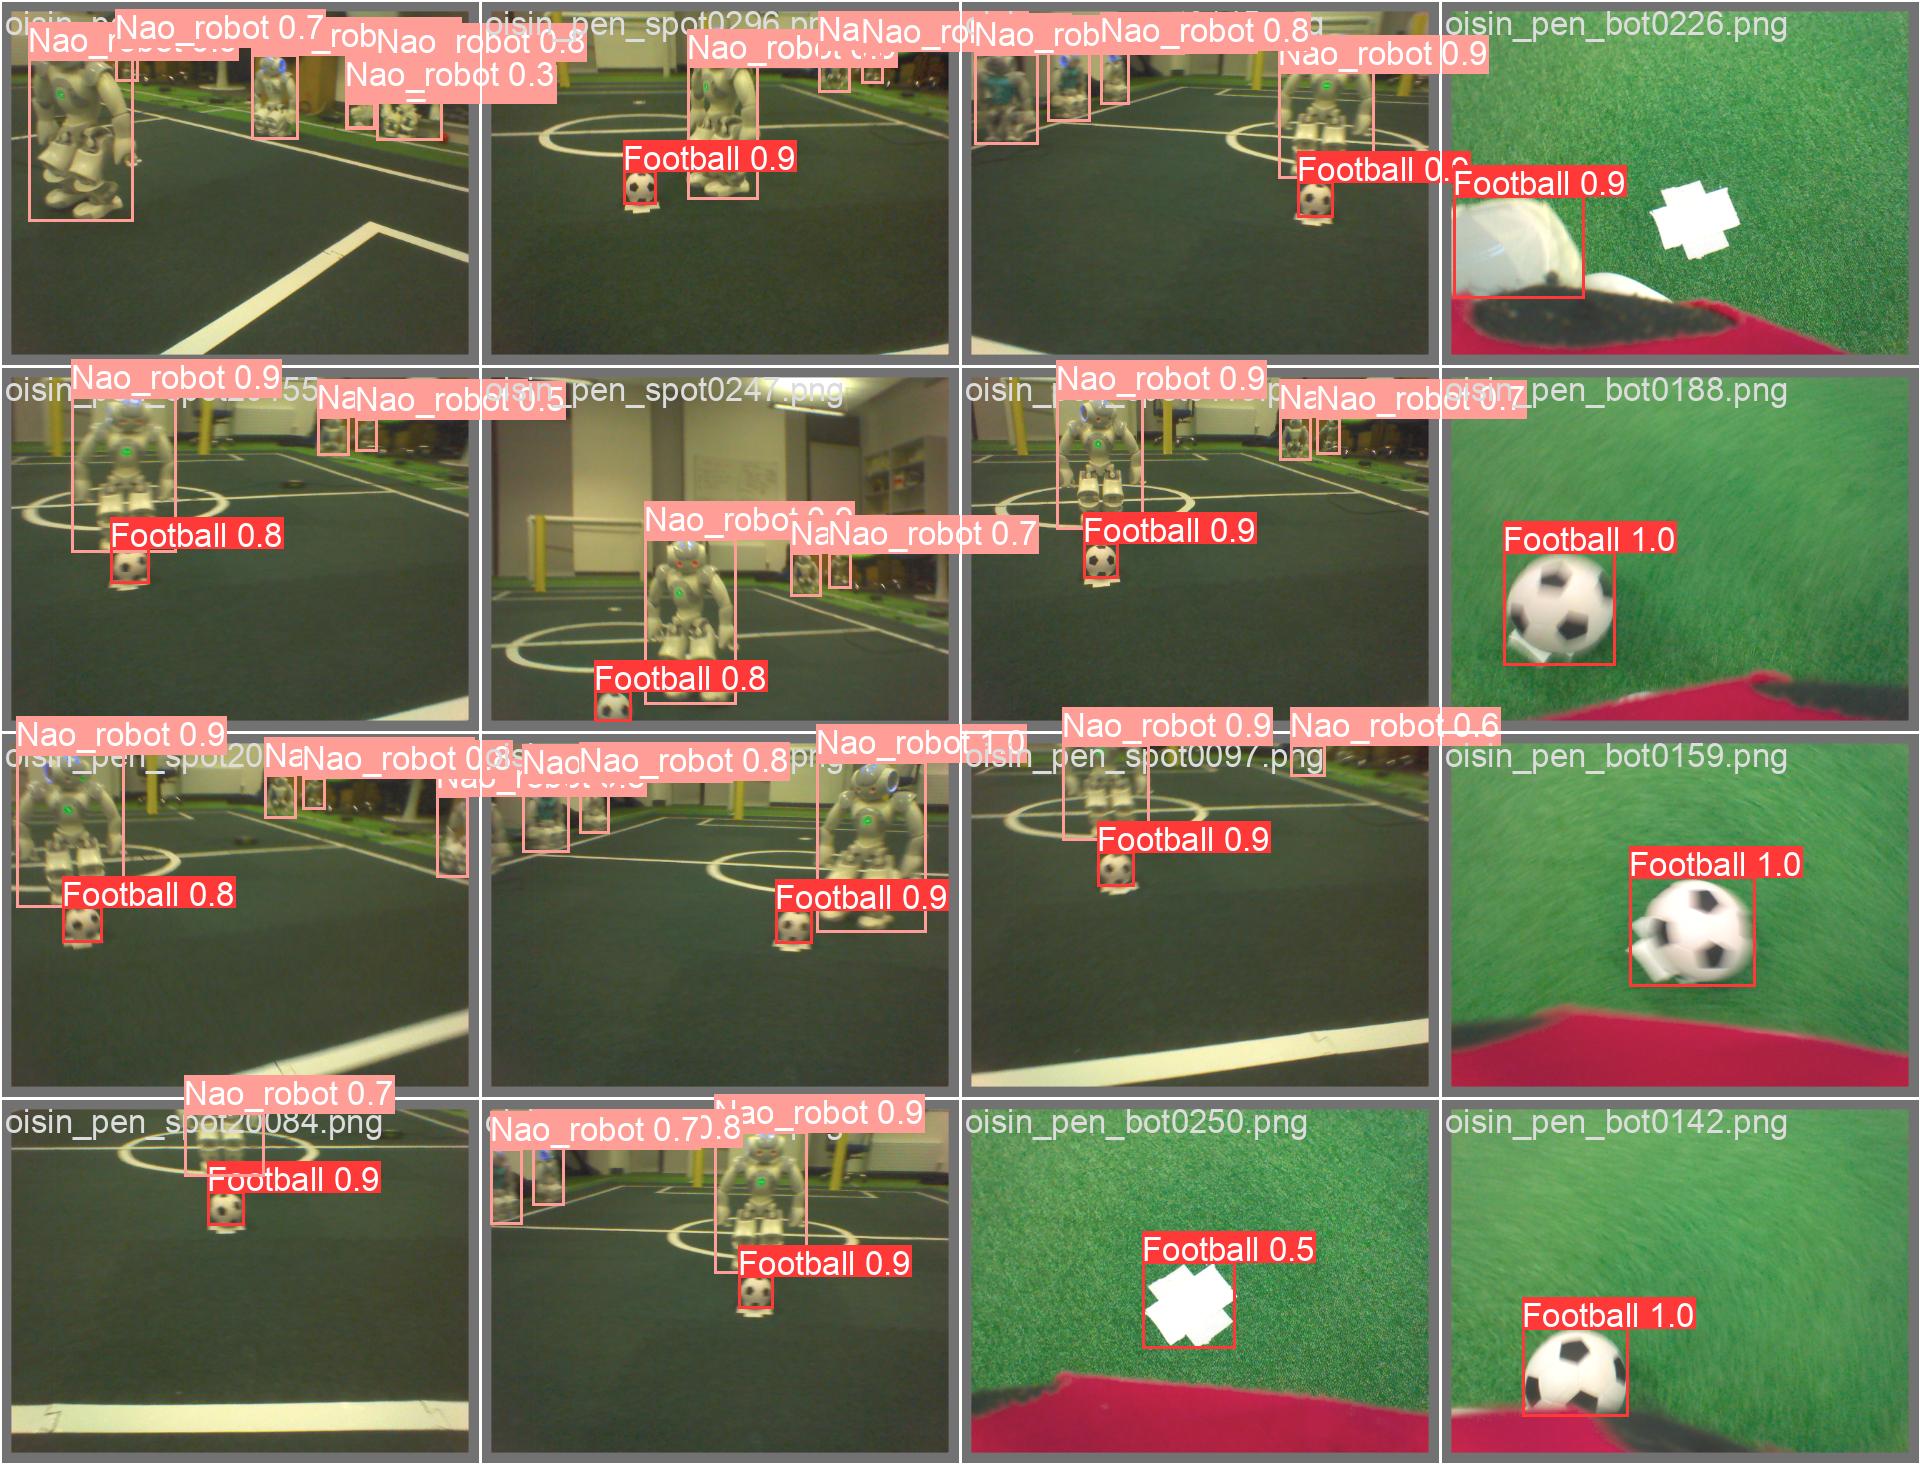 Nao_robot 0.7
Nao_robot 0.8
Nao_robot 0.3
oisin_pen_spot0296.png
Football 0.9
Nao_robot 0.8
Nao_robot 0.9
Football
oisin_pen_bot0226.png
Football 0.9
Nao_robot 0.9
Nao_robot 0.5
Football 0.8
oisin_pen_spot0247.png
Nao_robot
Nao_robot 0.7
Football 0.8
Nao_robot 0.9
Nao_robot 0.7
Football 0.9
oisin_pen_bot0188.png
Football 1.0
Nao_robot 0.9
Nao_robot 0.8
Football 0.8
Nao_robot 0.8
Nao_robot 1.0
Football 0.9
Nao_robot 0.9
Nao_robot 0.6
oisin_pen_spot0097.png
Football 0.9
oisin_pen_bot0159.png
Football 1.0
Nao_robot 0.7
oisin_pen_spot20084.png
Football 0.9
Nao_robot 0.9
Nao_robot 0.7
Football 0.9
oisin_pen_bot0250.png
Football 0.5
oisin_pen_bot0142.png
Football 1.0